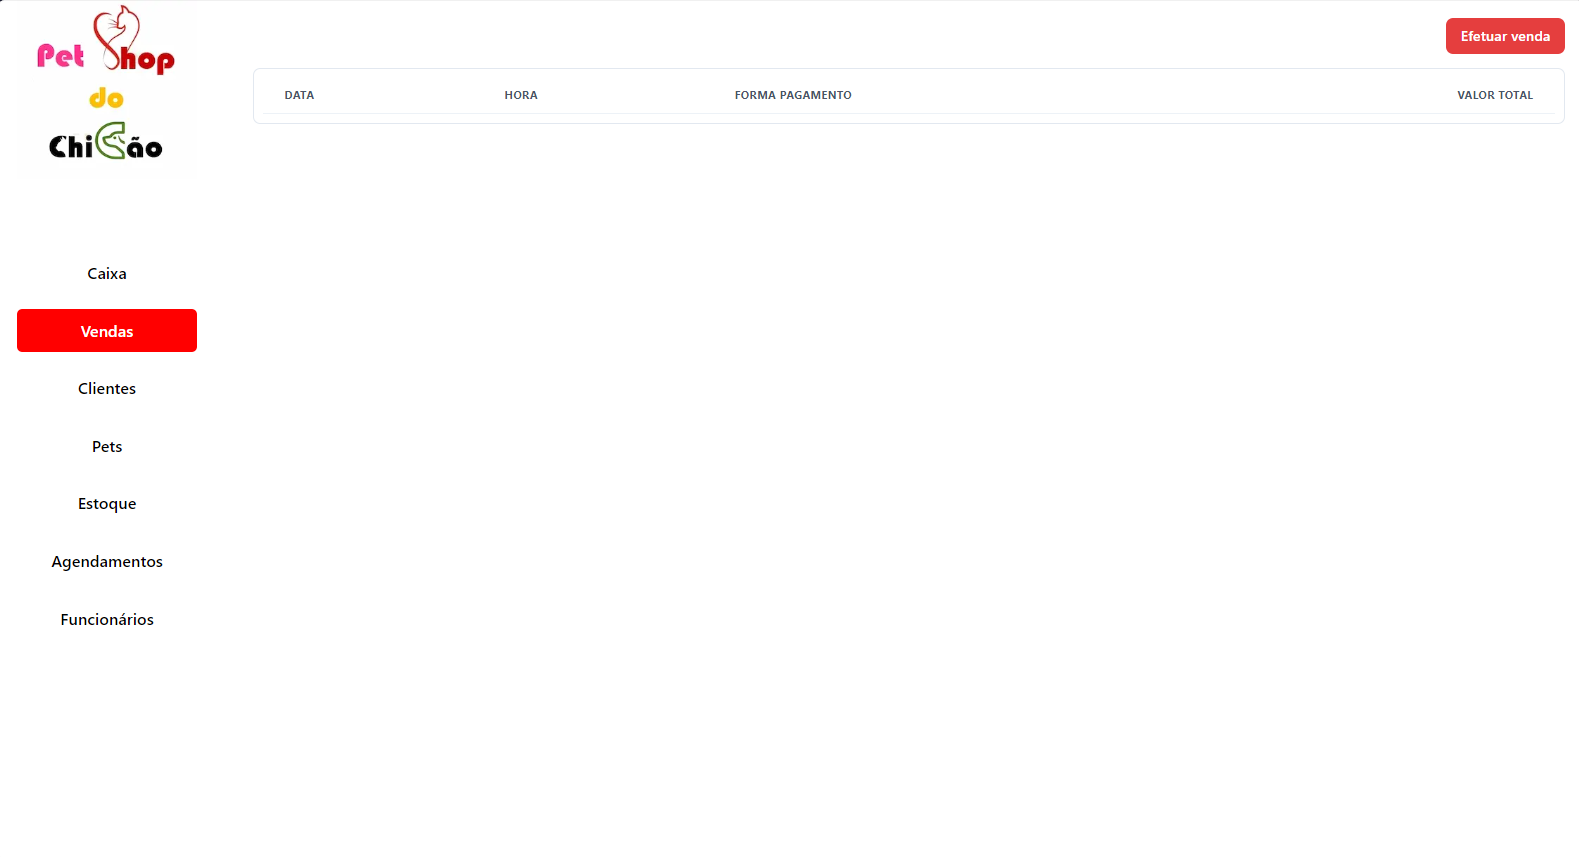 Pet Shop
do
ChiCão
Efetuar venda
DATA HORA FORMA PAGAMENTO VALOR TOTAL
Caixa
Vendas
Clientes
Pets
Estoque
Agendamentos
Funcionários